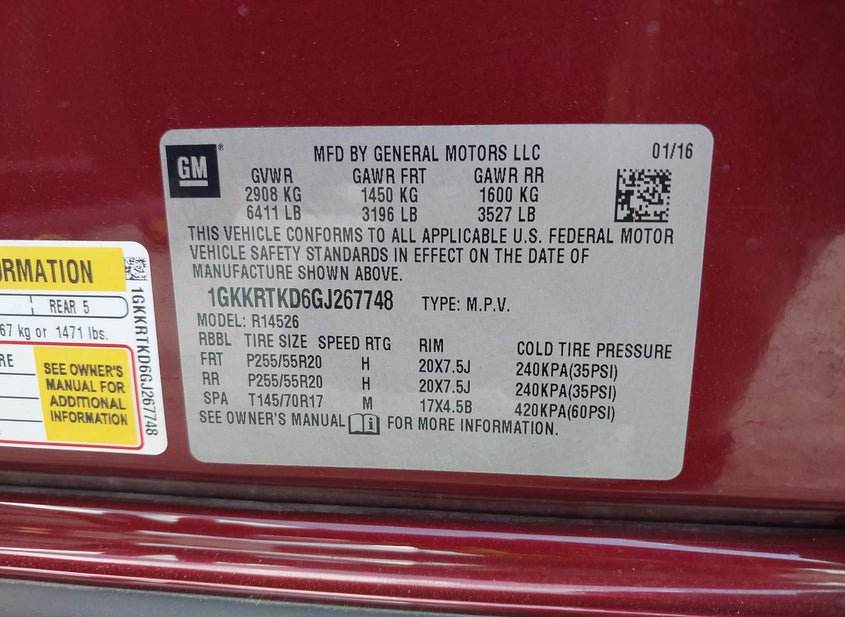 GM
MFD BY GENERAL MOTORS LLC 01/16
GVWR GAWR FRT GAWR RR
2908 KG 1450 KG 1600 KG
6411 LB 3196 LB 3527 LB
THIS VEHICLE CONFORMS TO ALL APPLICABLE U.S. FEDERAL MOTOR
VEHICLE SAFETY STANDARDS IN EFFECT ON THE DATE OF
MANUFACTURE SHOWN ABOVE.
1GKKRTKD6GJ267748 TYPE: M.P.V.
MODEL: R14526
RBBL TIRE SIZE SPEED RTG RIM COLD TIRE PRESSURE
FRT P255/55R20 H 20X7.5J 240KPA(35PSI)
RR P255/55R20 H 20X7.5J 240KPA(35PSI)
SPA T145/70R17 M 17X4.5B 420KPA(60PSI)
SEE OWNER'S MANUAL FOR MORE INFORMATION.
ORMATION
REAR 5
67 kg or 1471 lbs.
RE
SEE OWNER'S
MANUAL FOR
ADDITIONAL
INFORMATION
1GKKRTKD6GJ267748